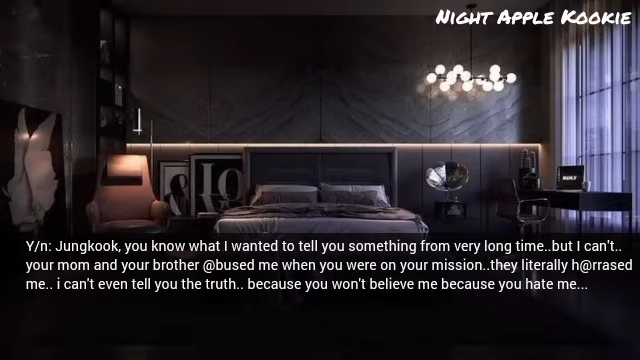 Night Apple Kookie
Y/n: Jungkook, you know what I wanted to tell you something from very long time..but I can't..
your mom and your brother @bused me when you were on your mission..they literally h@rrased
me.. i can't even tell you the truth.. because you won't believe me because you hate me...